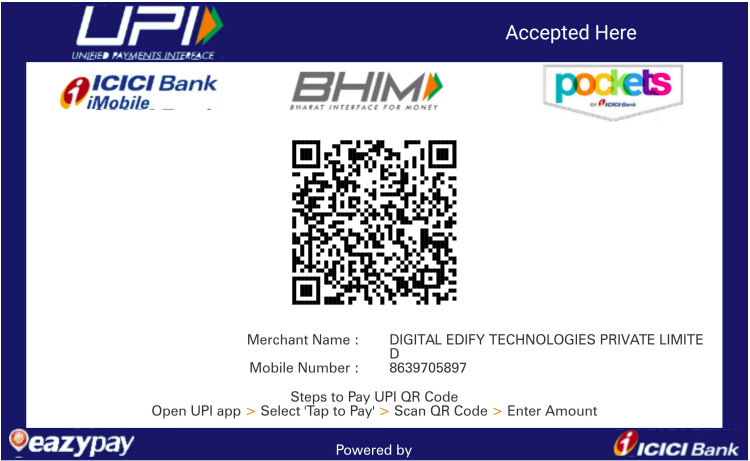 UPI
UNIFIED PAYMENTS INTERFACE
Accepted Here
ICICI Bank
iMobile
BHIM
BHARAT INTERFACE FOR MONEY
pockets
BY ICICI Bank
Merchant Name : DIGITAL EDIFY TECHNOLOGIES PRIVATE LIMITE
D
Mobile Number : 8639705897
Steps to Pay UPI QR Code
Open UPI app > Select 'Tap to Pay' > Scan QR Code > Enter Amount
eazypay
Powered by
ICICI Bank